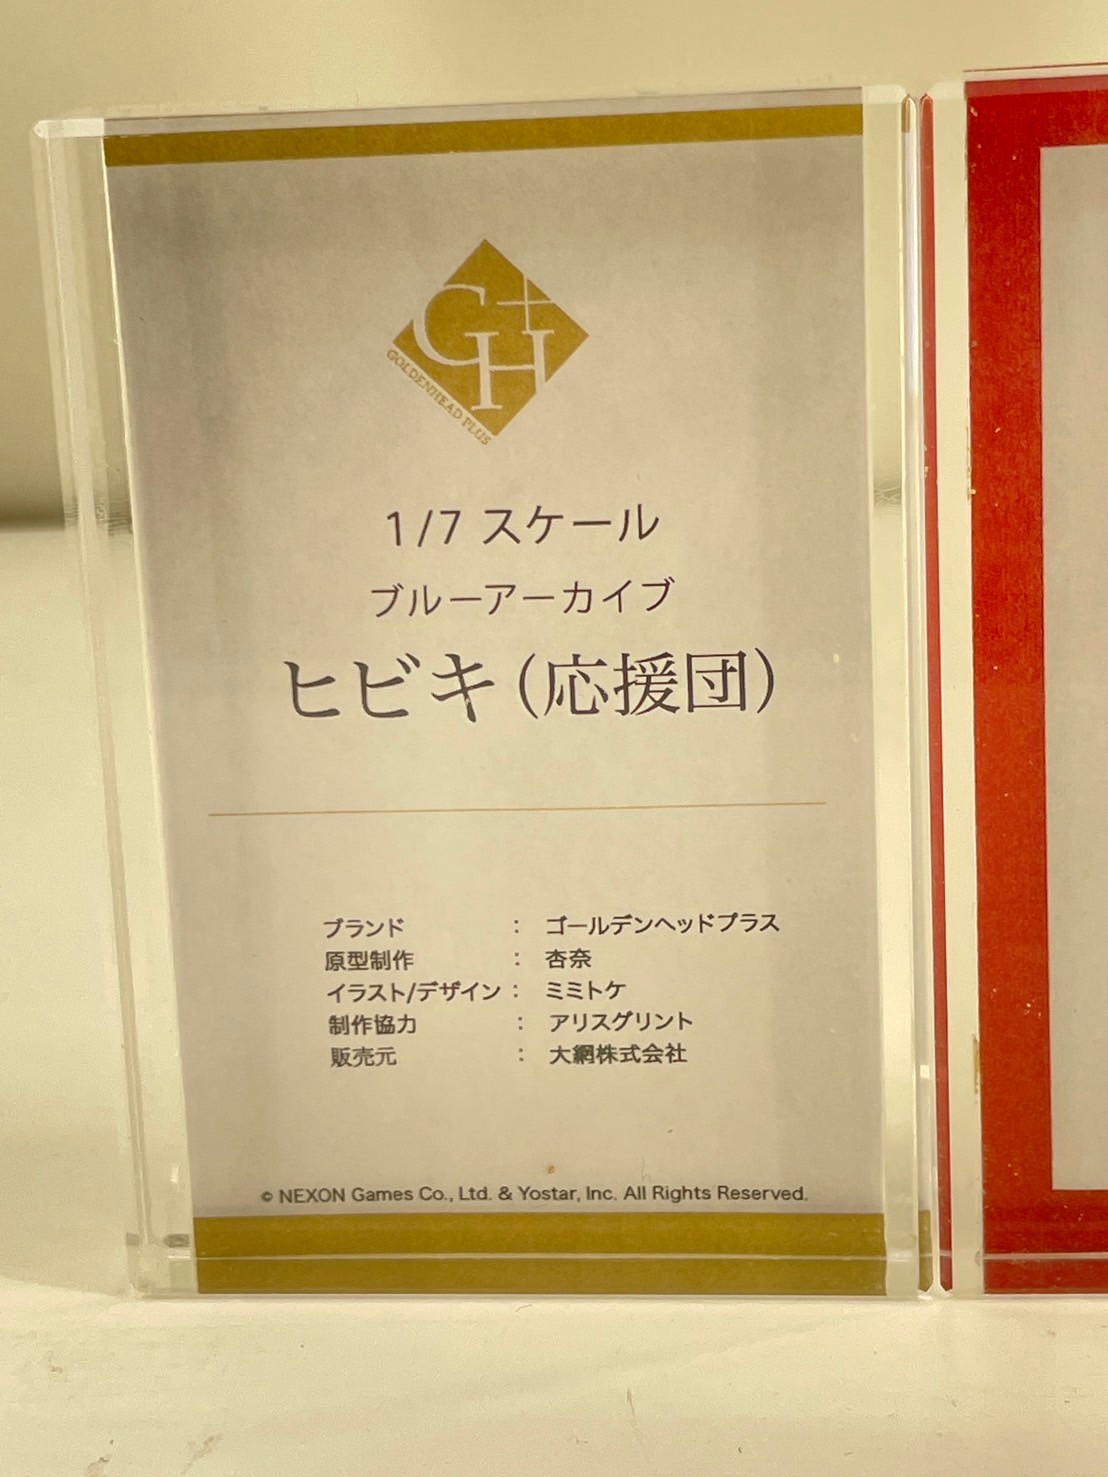 GH+
GOLDENHEAD PLUS
1/7 スケール
ブルーアーカイブ
ヒビキ(応援団)
ブランド : ゴールデンヘッドプラス
原型制作 : 杏奈
イラスト/デザイン : ミミトケ
制作協力 : アリスグリント
販売元 : 大網株式会社
© NEXON Games Co., Ltd. & Yostar, Inc. All Rights Reserved.